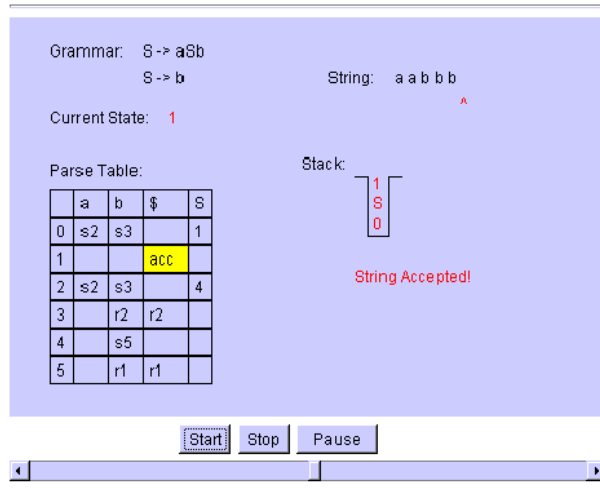 Grammar: S -> aSb
S -> b
String: a a b b b
^
Current State: 1
Parse Table:
Stack:
a b $ S
0 s2 s3 1
1 acc
2 s2 s3 4
3 r2 r2
4 s5
5 r1 r1
1
S
0
String Accepted!
Start Stop Pause